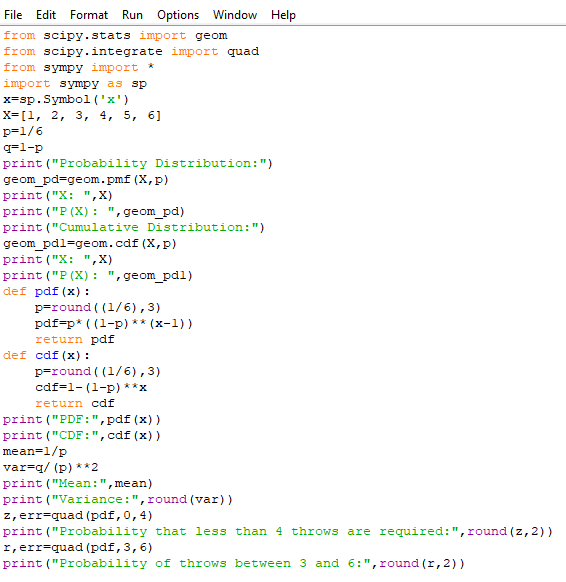 File Edit Format Run Options Window Help
from scipy.stats import geom
from scipy.integrate import quad
from sympy import *
import sympy as sp
x=sp.Symbol('x')
X=[1, 2, 3, 4, 5, 6]
p=1/6
q=1-p
print("Probability Distribution:")
geom_pd=geom.pmf(X,p)
print("X: ",X)
print("P(X): ",geom_pd)
print("Cumulative Distribution:")
geom_pd1=geom.cdf(X,p)
print("X: ",X)
print("P(X): ",geom_pd1)
def pdf(x):
    p=round((1/6),3)
    pdf=p*((1-p)**(x-1))
    return pdf
def cdf(x):
    p=round((1/6),3)
    cdf=1-(1-p)**x
    return cdf
print("PDF:",pdf(x))
print("CDF:",cdf(x))
mean=1/p
var=q/(p)**2
print("Mean:",mean)
print("Variance:",round(var))
z,err=quad(pdf,0,4)
print("Probability that less than 4 throws are required:",round(z,2))
r,err=quad(pdf,3,6)
print("Probability of throws between 3 and 6:",round(r,2))